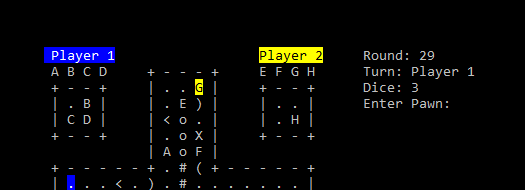 Player 1 Player 2 Round: 29
A B C D + - - - + E F G H Turn: Player 1
+ - - + | . . G | + - - + Dice: 3
| . B | | . E ) | | . . | Enter Pawn:
| C D | | < o . | | . H |
+ - - + | . o X | + - - +
| A o F |
+ - - - - - - + . # ( + - - - - - - +
| . . . < . ) . # . . . . . . . |